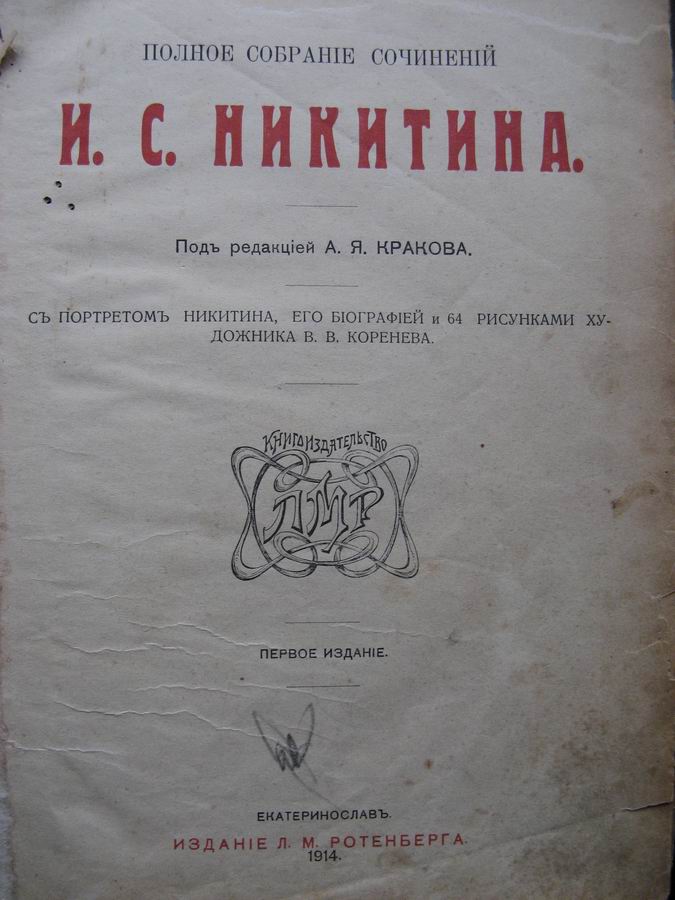 ПОЛНОЕ СОБРАНІЕ СОЧИНЕНІЙ
И. С. НИКИТИНА.
Подъ редакціей А. Я. КРАКОВА.
СЪ ПОРТРЕТОМЪ НИКИТИНА, ЕГО БІОГРАФІЕЙ и 64 РИСУНКАМИ ХУ-
ДОЖНИКА В. В. КОРЕНЕВА.
КНИГОИЗДАТЕЛЬСТВО
ЛМР
ПЕРВОЕ ИЗДАНІЕ.
ЕКАТЕРИНОСЛАВЪ.
ИЗДАНІЕ Л. М. РОТЕНБЕРГА.
1914.